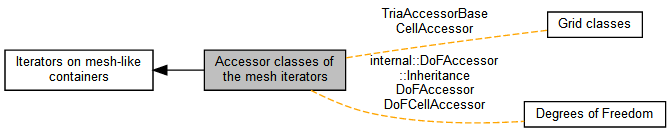 Iterators on mesh-like
containers
Accessor classes of
the mesh iterators
TriaAccessorBase
CellAccessor
internal::DoFAccessor
::Inheritance
DoFAccessor
DoFCellAccessor
Grid classes
Degrees of Freedom